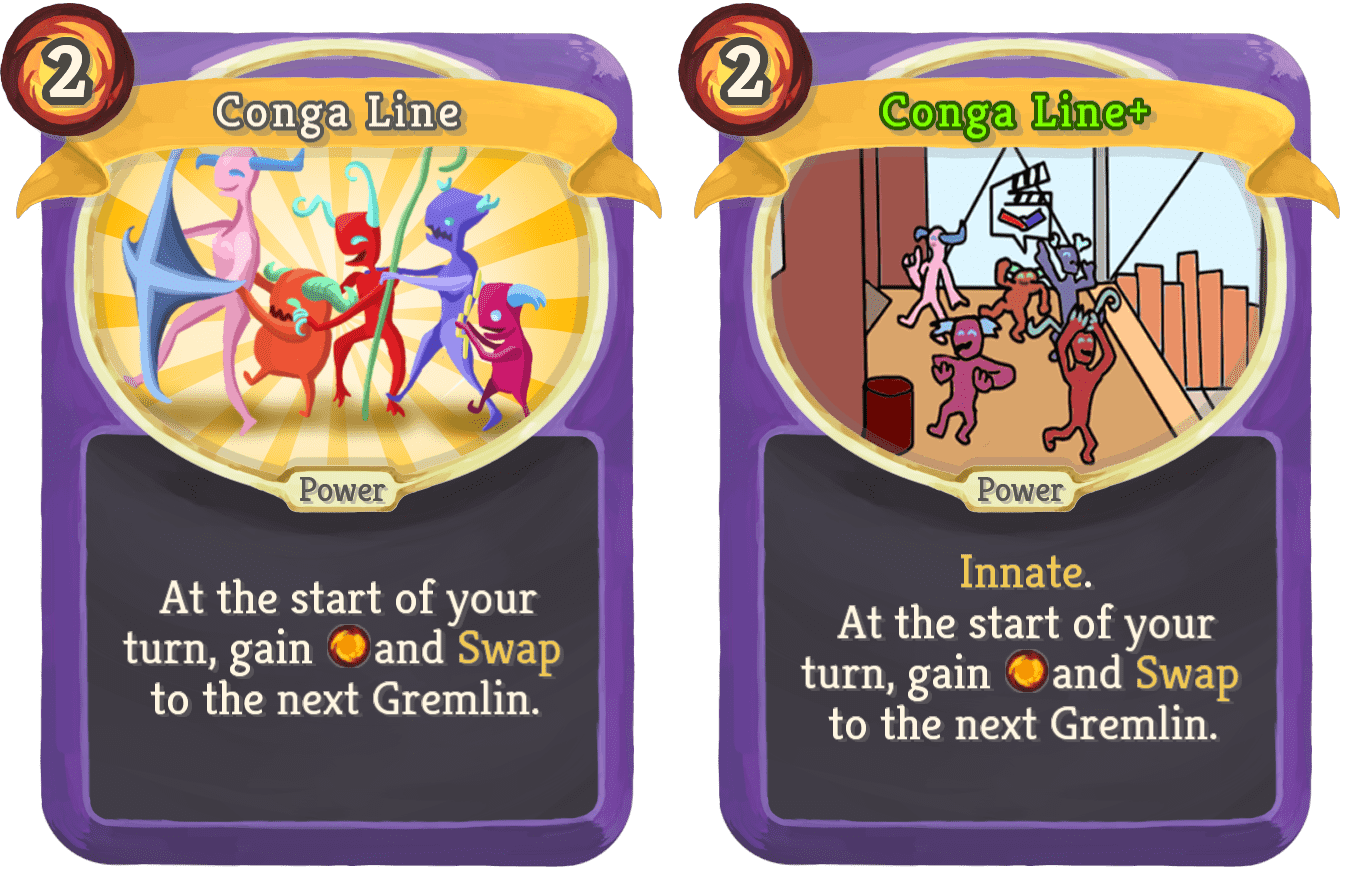 2
Conga Line
Power
At the start of your
turn, gain and Swap
to the next Gremlin.
2
Conga Line+
Power
Innate.
At the start of your
turn, gain and Swap
to the next Gremlin.